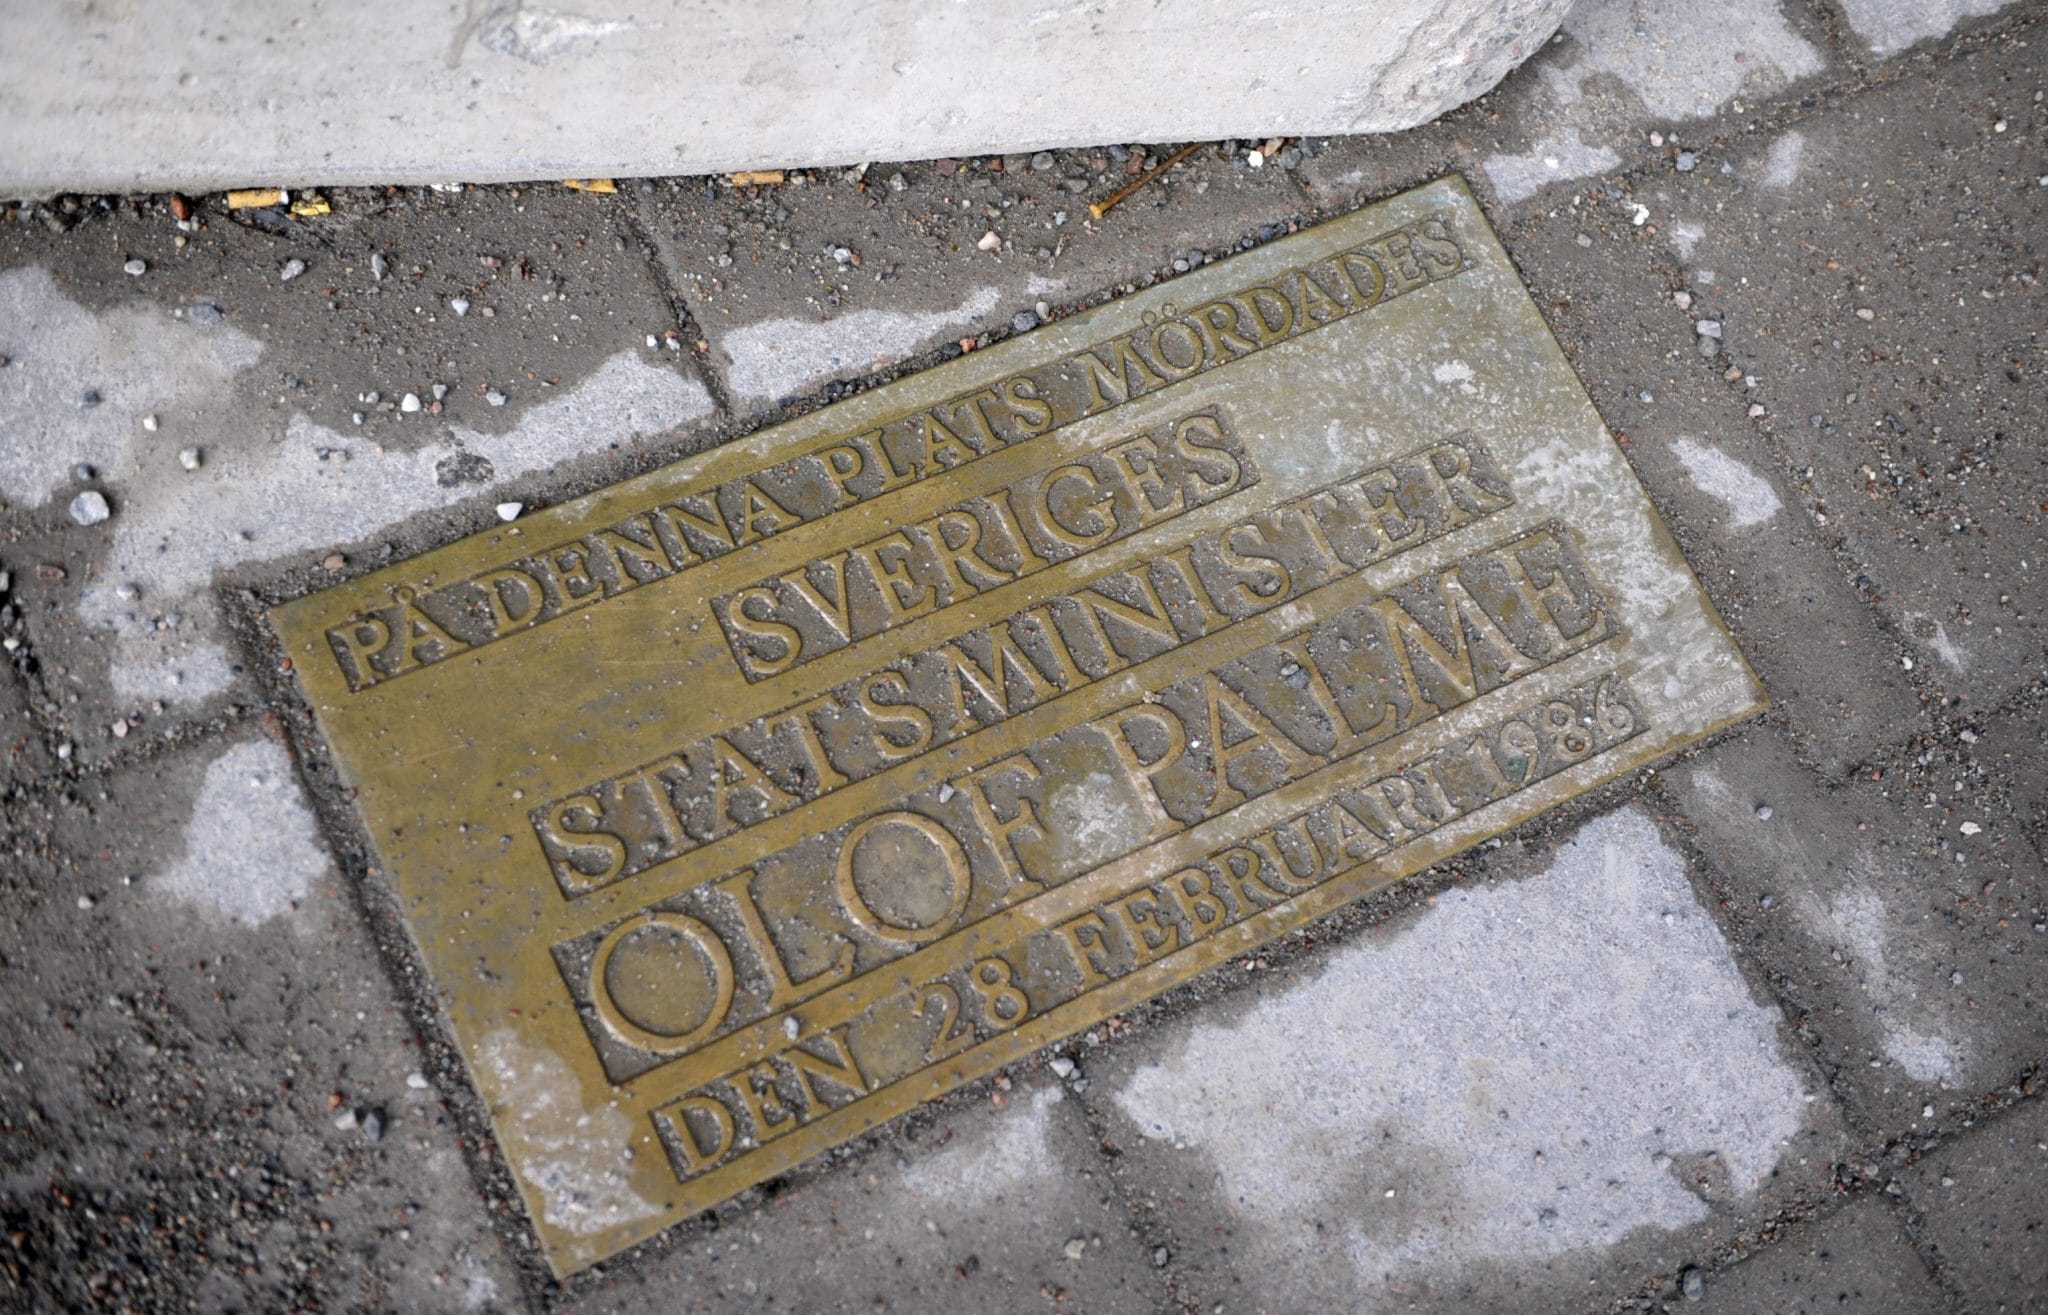 PÅ DENNA PLATS MÖRDADES
SVERIGES
STATSMINISTER
OLOF PALME
DEN 28 FEBRUARI 1986